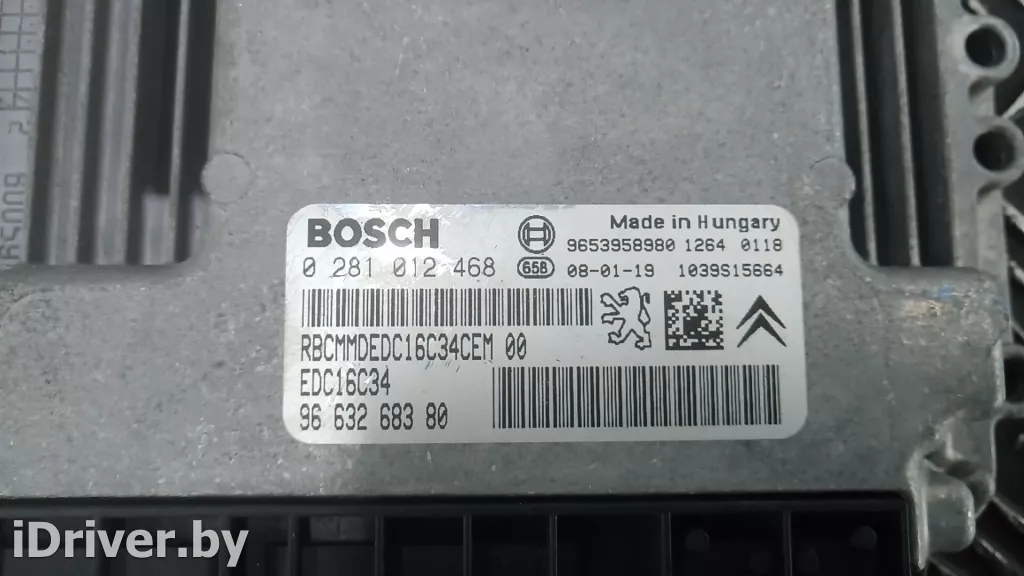 BOSCH
Made in Hungary
9653958980 1264 0118
0 281 012 468
G58
08-01-19 1039S15664
RBCMMDEDC16C34CEM 00
EDC16C34
96 632 683 80
iDriver.by